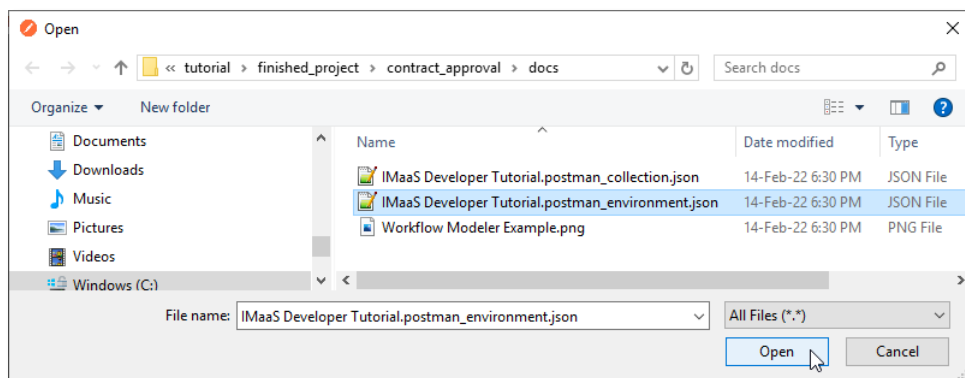 Open
« tutorial › finished_project › contract_approval › docs
Search docs
Organize
New folder
Documents
Downloads
Music
Pictures
Videos
Windows (C:)
Name Date modified Type
IMaaS Developer Tutorial.postman_collection.json 14-Feb-22 6:30 PM JSON File
IMaaS Developer Tutorial.postman_environment.json 14-Feb-22 6:30 PM JSON File
Workflow Modeler Example.png 14-Feb-22 6:30 PM PNG File
File name: IMaaS Developer Tutorial.postman_environment.json All Files (*.*)
Open Cancel